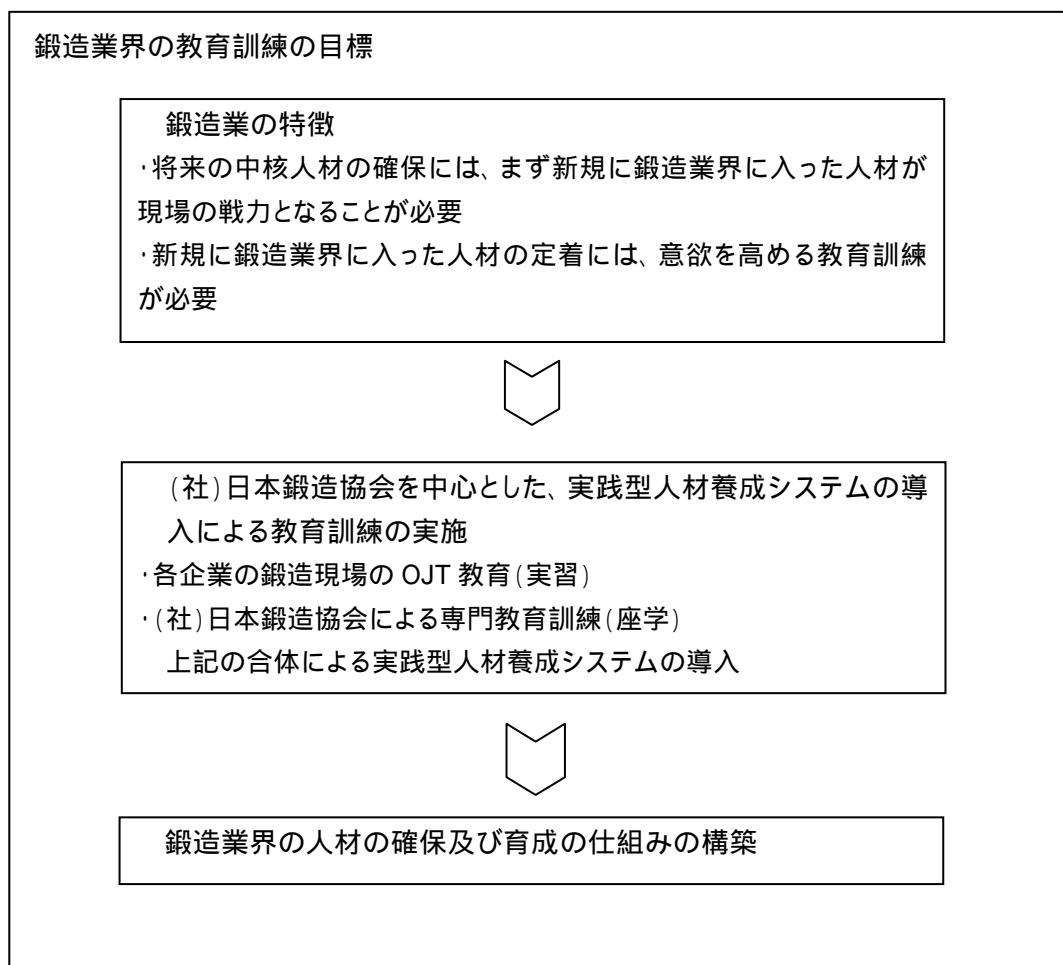 鍛造業界の教育訓練の目標
鍛造業の特徴
・将来の中核人材の確保には、まず新規に鍛造業界に入った人材が
現場の戦力となることが必要
・新規に鍛造業界に入った人材の定着には、意欲を高める教育訓練
が必要
(社)日本鍛造協会を中心とした、実践型人材養成システムの導
入による教育訓練の実施
・各企業の鍛造現場の OJT 教育(実習)
・(社)日本鍛造協会による専門教育訓練(座学)
上記の合体による実践型人材養成システムの導入
鍛造業界の人材の確保及び育成の仕組みの構築